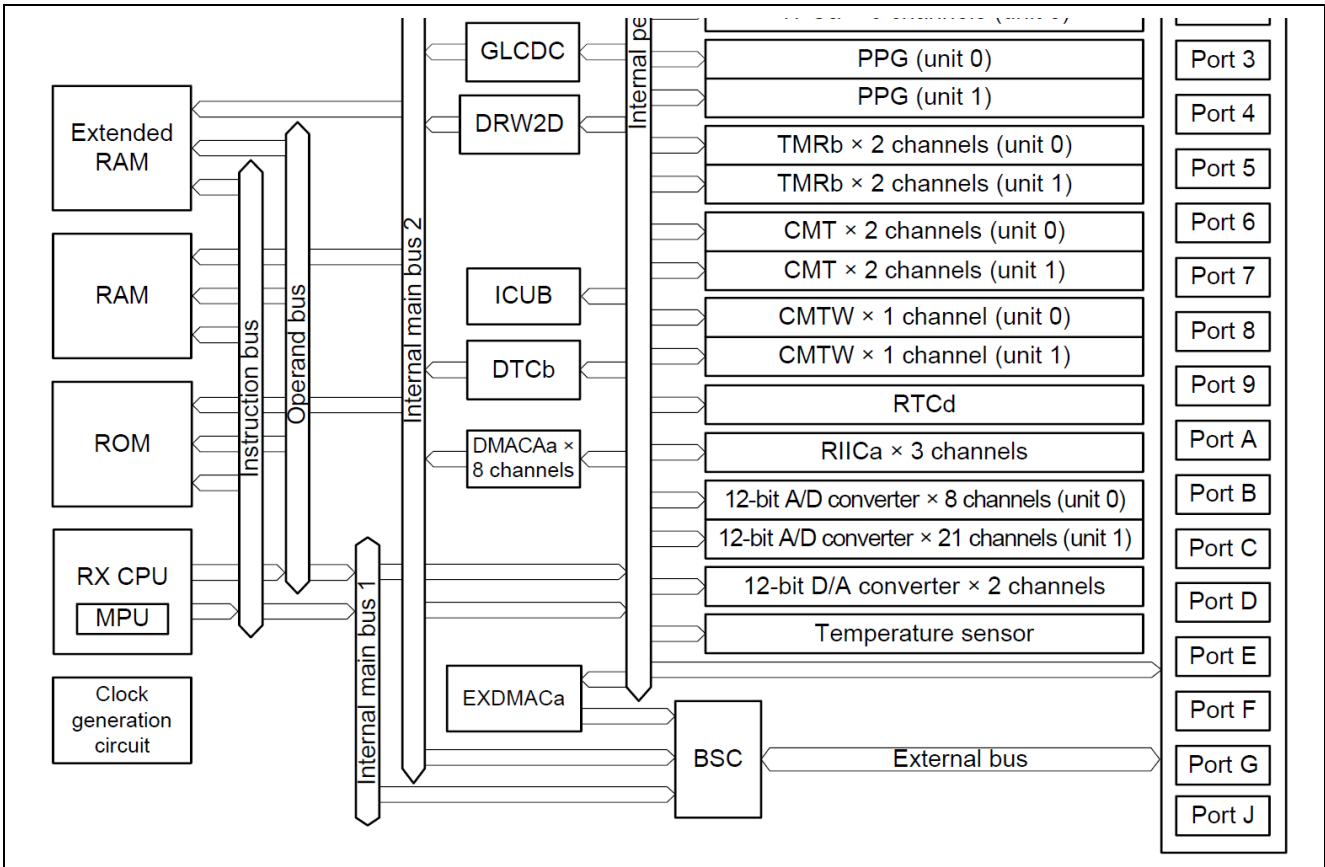 GLCDC
DRW2D
ICUB
DTCb
DMACAa ×
8 channels
EXDMACa
Extended
RAM
RAM
ROM
RX CPU
MPU
Clock
generation
circuit
Instruction bus
Operand bus
Internal main bus 1
Internal main bus 2
Internal
PPG (unit 0)
PPG (unit 1)
TMRb × 2 channels (unit 0)
TMRb × 2 channels (unit 1)
CMT × 2 channels (unit 0)
CMT × 2 channels (unit 1)
CMTW × 1 channel (unit 0)
CMTW × 1 channel (unit 1)
RTCd
RIICa × 3 channels
12-bit A/D converter × 8 channels (unit 0)
12-bit A/D converter × 21 channels (unit 1)
12-bit D/A converter × 2 channels
Temperature sensor
BSC
External bus
Port 3
Port 4
Port 5
Port 6
Port 7
Port 8
Port 9
Port A
Port B
Port C
Port D
Port E
Port F
Port G
Port J